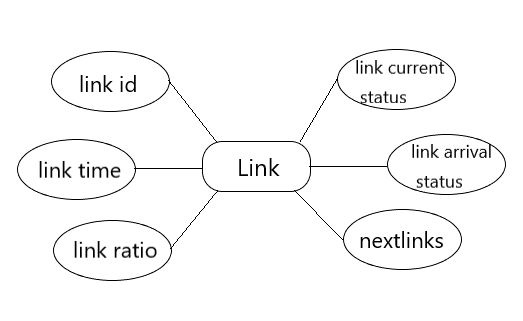 link id
link time
link ratio
Link
link current
status
link arrival
status
nextlinks